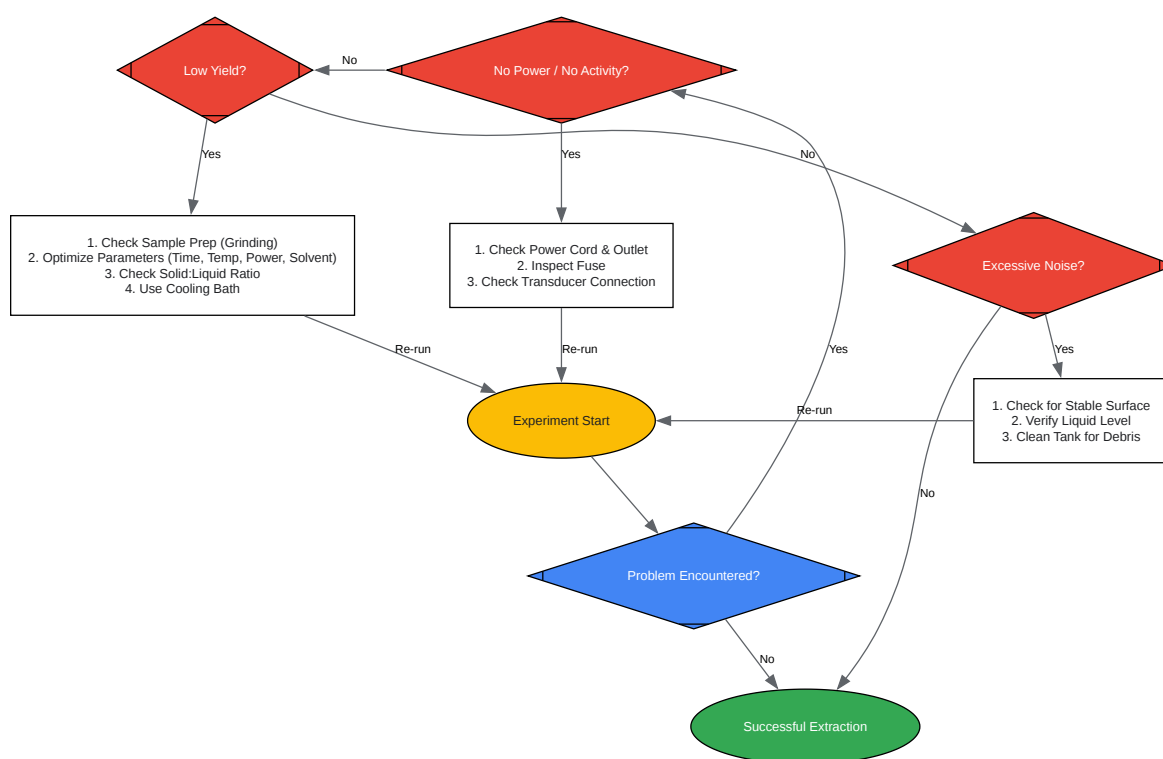 Low Yield?
No
No Power / No Activity?
Yes
Yes
No
1. Check Sample Prep (Grinding)
2. Optimize Parameters (Time, Temp, Power, Solvent)
3. Check Solid:Liquid Ratio
4. Use Cooling Bath
1. Check Power Cord & Outlet
2. Inspect Fuse
3. Check Transducer Connection
Excessive Noise?
Re-run
Re-run
Yes
Yes
Experiment Start
Re-run
1. Check for Stable Surface
2. Verify Liquid Level
3. Clean Tank for Debris
No
Problem Encountered?
No
Successful Extraction